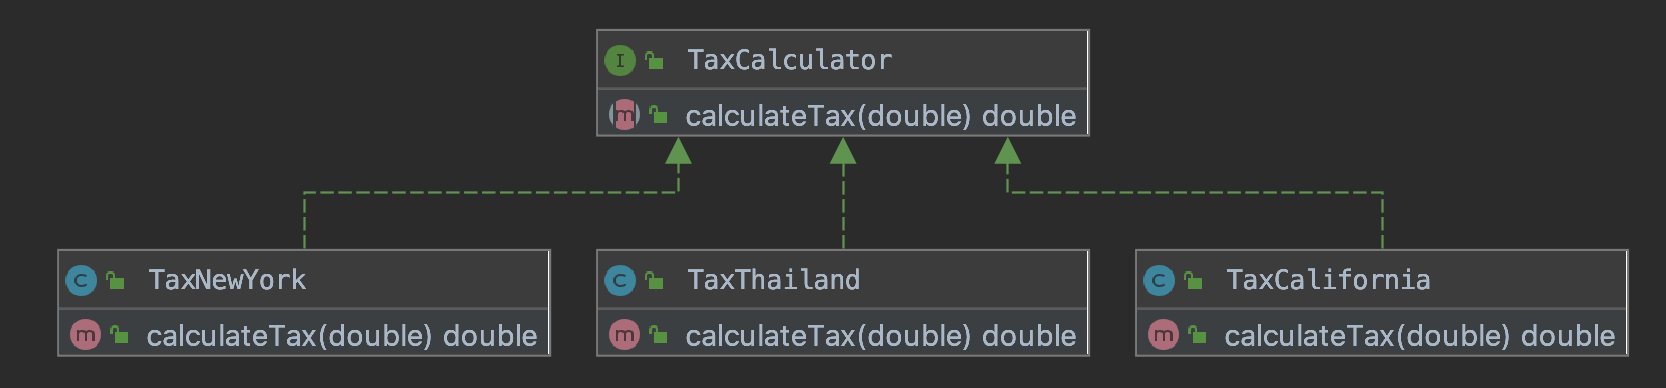 I TaxCalculator
m calculateTax(double) double
C TaxNewYork
m calculateTax(double) double
C TaxThailand
m calculateTax(double) double
C TaxCalifornia
m calculateTax(double) double